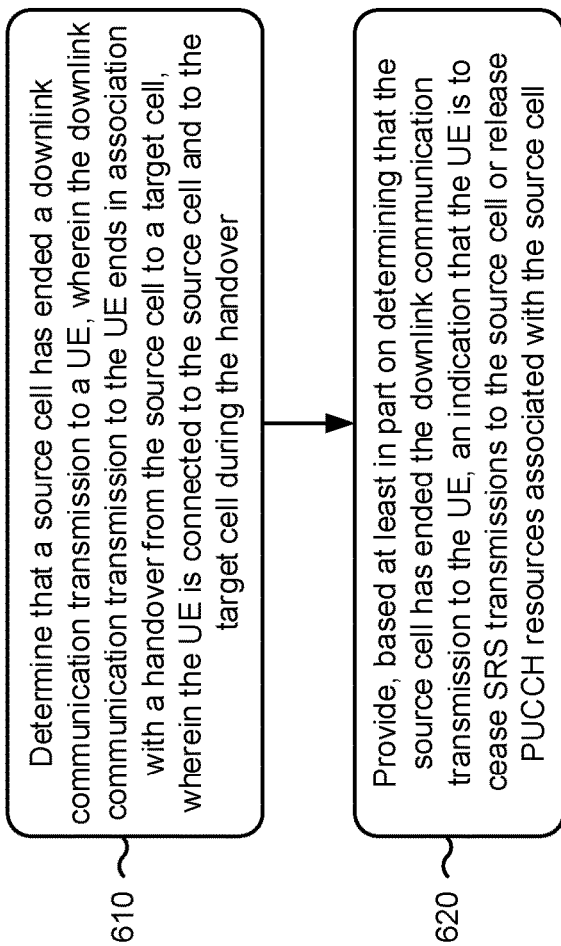 610
Determine that a source cell has ended a downlink
communication transmission to a UE, wherein the downlink
communication transmission to the UE ends in association
with a handover from the source cell to a target cell,
wherein the UE is connected to the source cell and to the
target cell during the handover
620
Provide, based at least in part on determining that the
source cell has ended the downlink communication
transmission to the UE, an indication that the UE is to
cease SRS transmissions to the source cell or release
PUCCH resources associated with the source cell